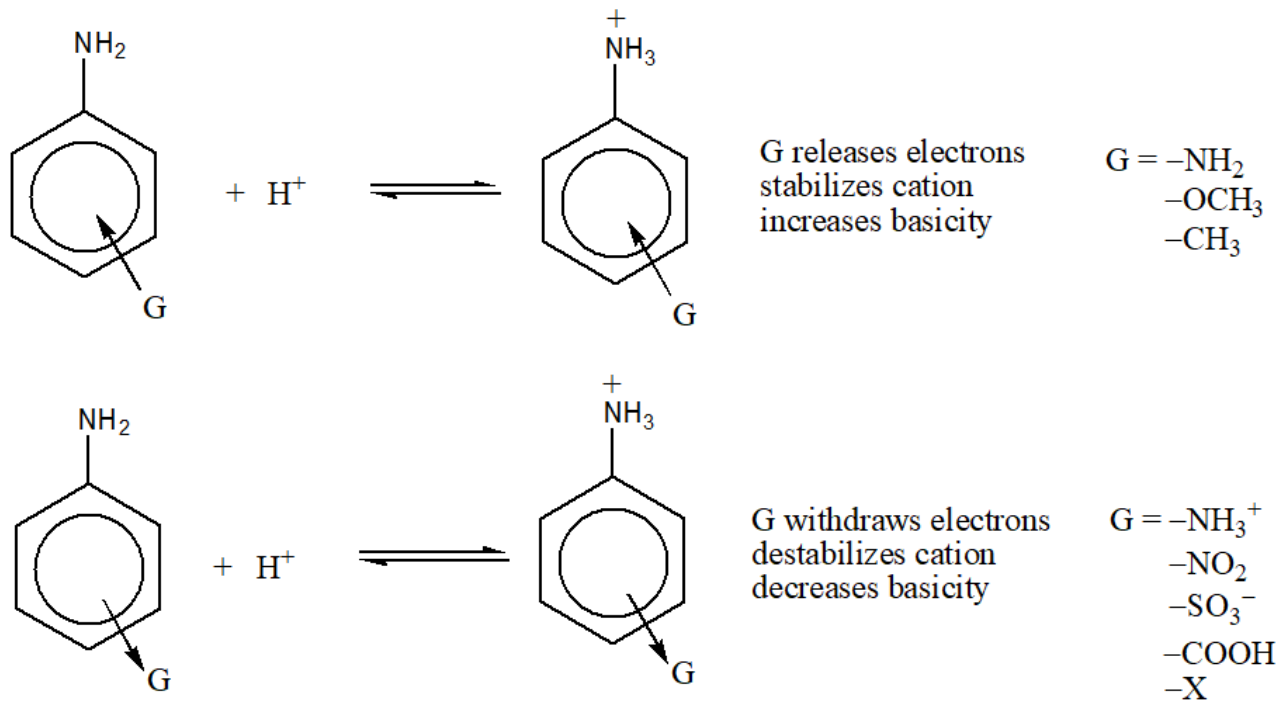 NH₂
+ H⁺
+
NH₃
G
G
G releases electrons
stabilizes cation
increases basicity
G = –NH₂
–OCH₃
–CH₃
NH₂
+ H⁺
+
NH₃
G
G
G withdraws electrons
destabilizes cation
decreases basicity
G = –NH₃⁺
–NO₂
–SO₃⁻
–COOH
–X